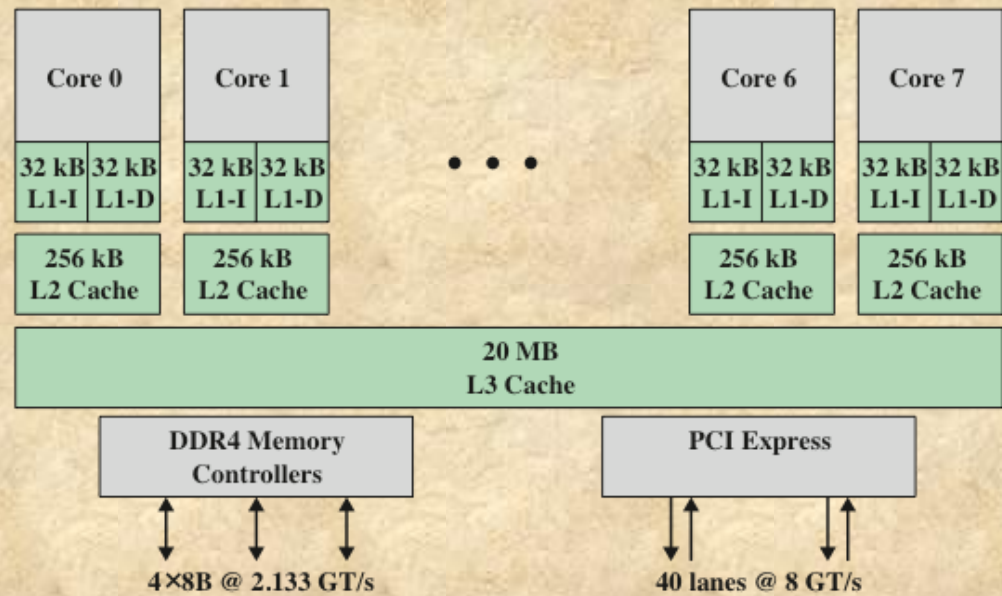 Core 0
Core 1
Core 6
Core 7
32 kB
L1-I
32 kB
L1-D
32 kB
L1-I
32 kB
L1-D
32 kB
L1-I
32 kB
L1-D
32 kB
L1-I
32 kB
L1-D
256 kB
L2 Cache
256 kB
L2 Cache
256 kB
L2 Cache
256 kB
L2 Cache
20 MB
L3 Cache
DDR4 Memory
Controllers
PCI Express
4×8B @ 2.133 GT/s
40 lanes @ 8 GT/s